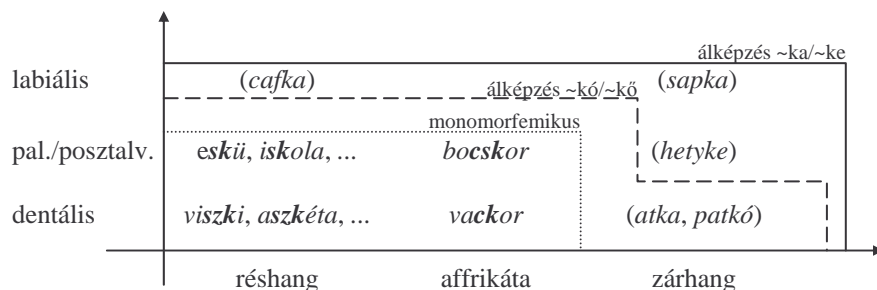 álképzés ~ka/~ke
labiális (cafka) (sapka)
álképzés ~kó/~kő
monomorfemikus
pal./posztalv. eskü, iskola, ... bocskor (hetyke)
dentális viszki, aszkéta, ... vackor (atka, patkó)
réshang affrikáta zárhang